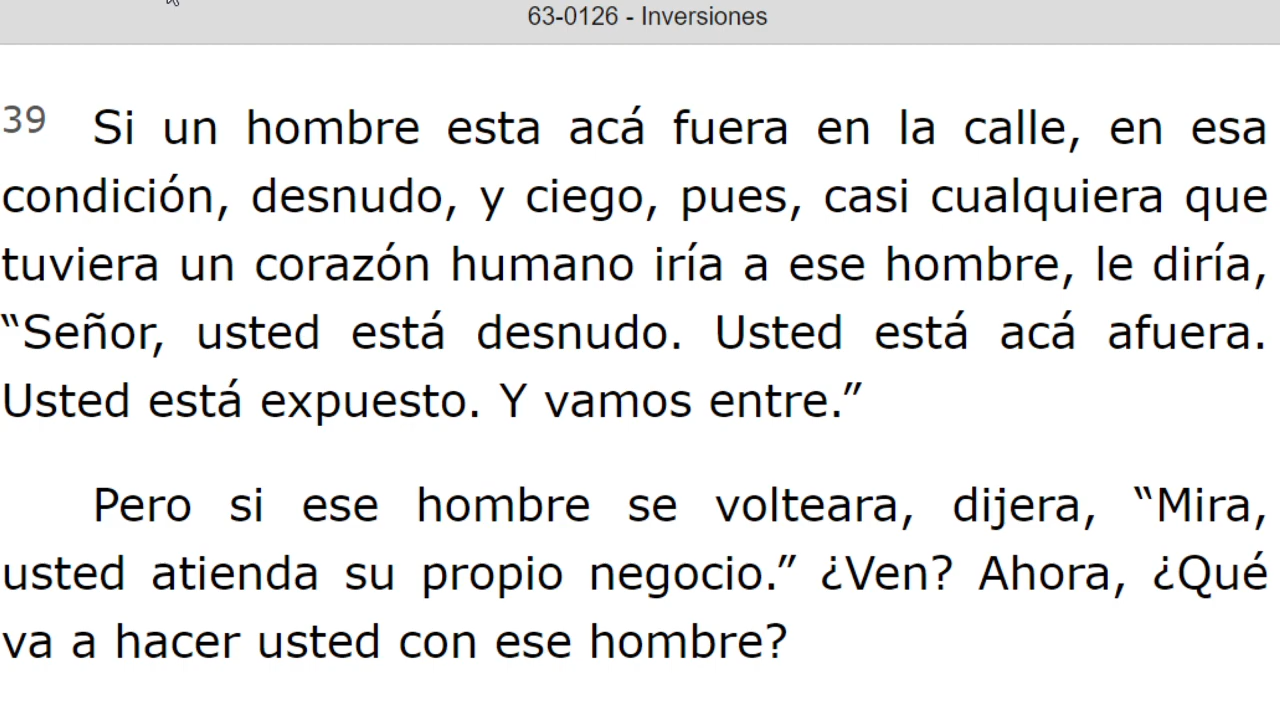 63-0126 - Inversiones
39 Si un hombre esta acá fuera en la calle, en esa
condición, desnudo, y ciego, pues, casi cualquiera que
tuviera un corazón humano iría a ese hombre, le diría,
“Señor, usted está desnudo. Usted está acá afuera.
Usted está expuesto. Y vamos entre.”
Pero si ese hombre se volteara, dijera, “Mira,
usted atienda su propio negocio.” ¿Ven? Ahora, ¿Qué
va a hacer usted con ese hombre?